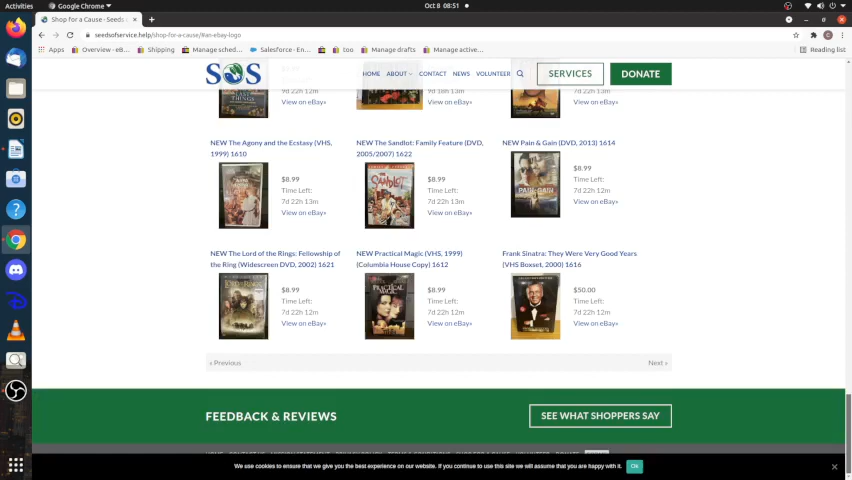 Activities
Google Chrome
Oct 8 08:51
Shop for a Cause - Seeds
seedsofservice.help/shop-for-a-cause/#an-ebay-logo
Apps
Overview - eB...
Shipping
Manage sched...
Salesforce - En...
too
Manage drafts
Manage active...
Reading list
SOS
HOME
ABOUT
CONTACT
NEWS
VOLUNTEER
SERVICES
DONATE
7d 22h 12m
View on eBay»
9d 18h 13m
View on eBay»
7d 22h 12m
View on eBay»
NEW The Agony and the Ecstasy (VHS,
1999) 1610
$8.99
Time Left:
7d 22h 13m
View on eBay»
NEW The Sandlot: Family Feature (DVD,
2005/2007) 1622
$8.99
Time Left:
7d 22h 13m
View on eBay»
NEW Pain & Gain (DVD, 2013) 1614
$8.99
Time Left:
7d 22h 12m
View on eBay»
NEW The Lord of the Rings: Fellowship of
the Ring (Widescreen DVD, 2002) 1621
$8.99
Time Left:
7d 22h 12m
View on eBay»
NEW Practical Magic (VHS, 1999)
(Columbia House Copy) 1612
$8.99
Time Left:
7d 22h 12m
View on eBay»
Frank Sinatra: They Were Very Good Years
(VHS Boxset, 2000) 1616
$50.00
Time Left:
7d 22h 12m
View on eBay»
« Previous
Next »
FEEDBACK & REVIEWS
SEE WHAT SHOPPERS SAY
We use cookies to ensure that we give you the best experience on our website. If you continue to use this site we will assume that you are happy with it.
Ok